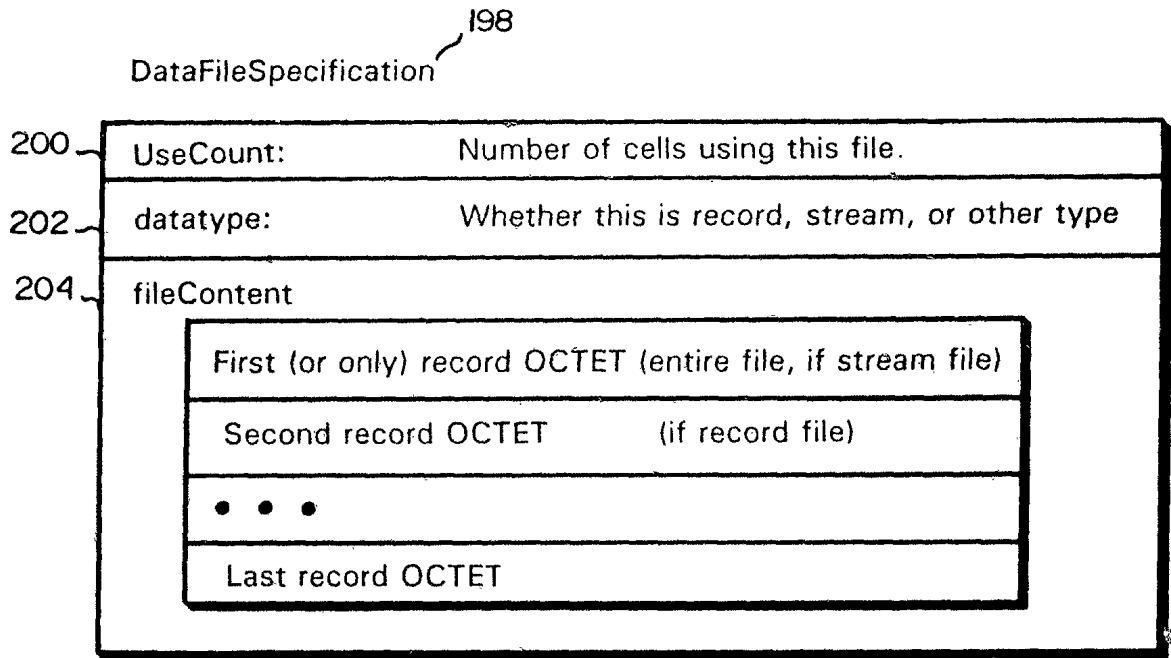 198
DataFileSpecification
200 UseCount: Number of cells using this file.
202 datatype: Whether this is record, stream, or other type
204 fileContent
First (or only) record OCTET (entire file, if stream file)
Second record OCTET (if record file)
• • •
Last record OCTET